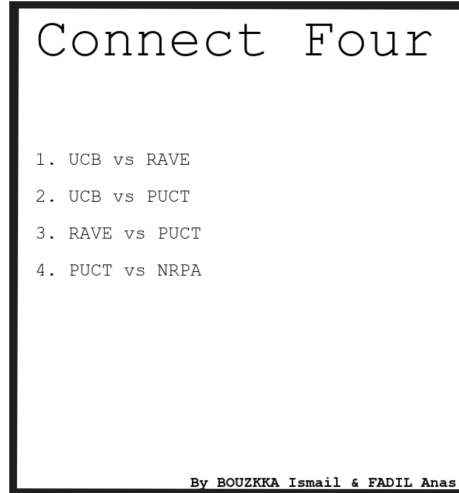 Connect Four
1. UCB vs RAVE
2. UCB vs PUCT
3. RAVE vs PUCT
4. PUCT vs NRPA
By BOUZKKA Ismail & FADIL Anas